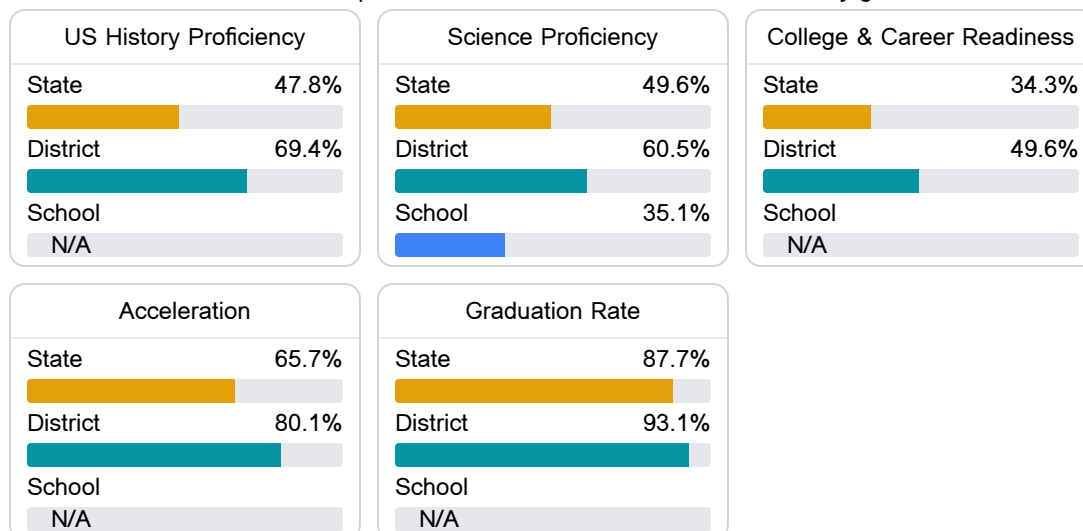 US History Proficiency
State 47.8%
District 69.4%
School
N/A
Science Proficiency
State 49.6%
District 60.5%
School 35.1%
College & Career Readiness
State 34.3%
District 49.6%
School
N/A
Acceleration
State 65.7%
District 80.1%
School
N/A
Graduation Rate
State 87.7%
District 93.1%
School
N/A